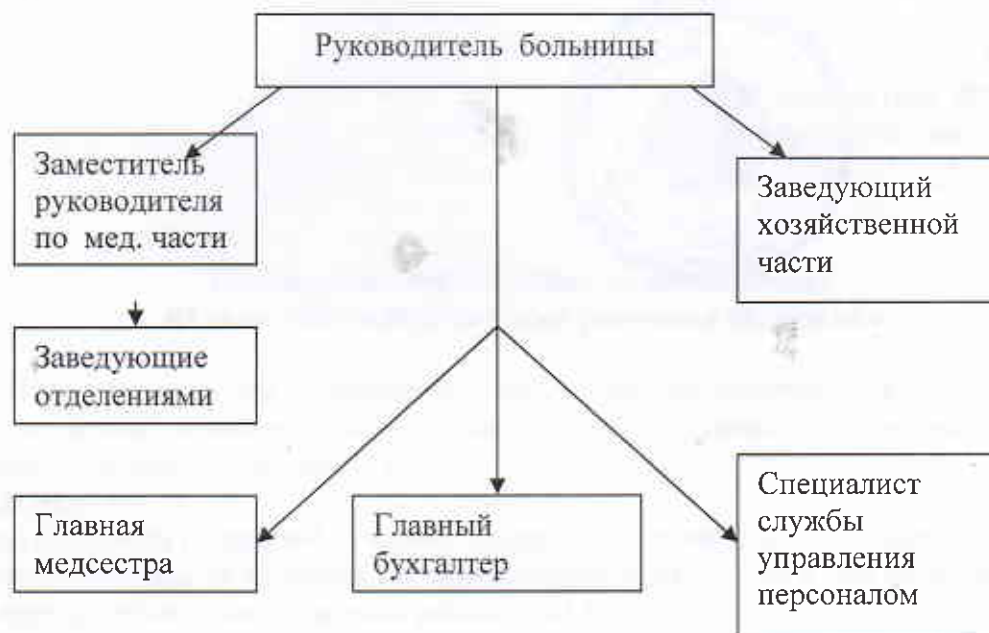 Руководитель больницы
Заместитель
руководителя
по мед. части
Заведующий
хозяйственной
части
Заведующие
отделениями
Главная
медсестра
Главный
бухгалтер
Специалист
службы
управления
персоналом